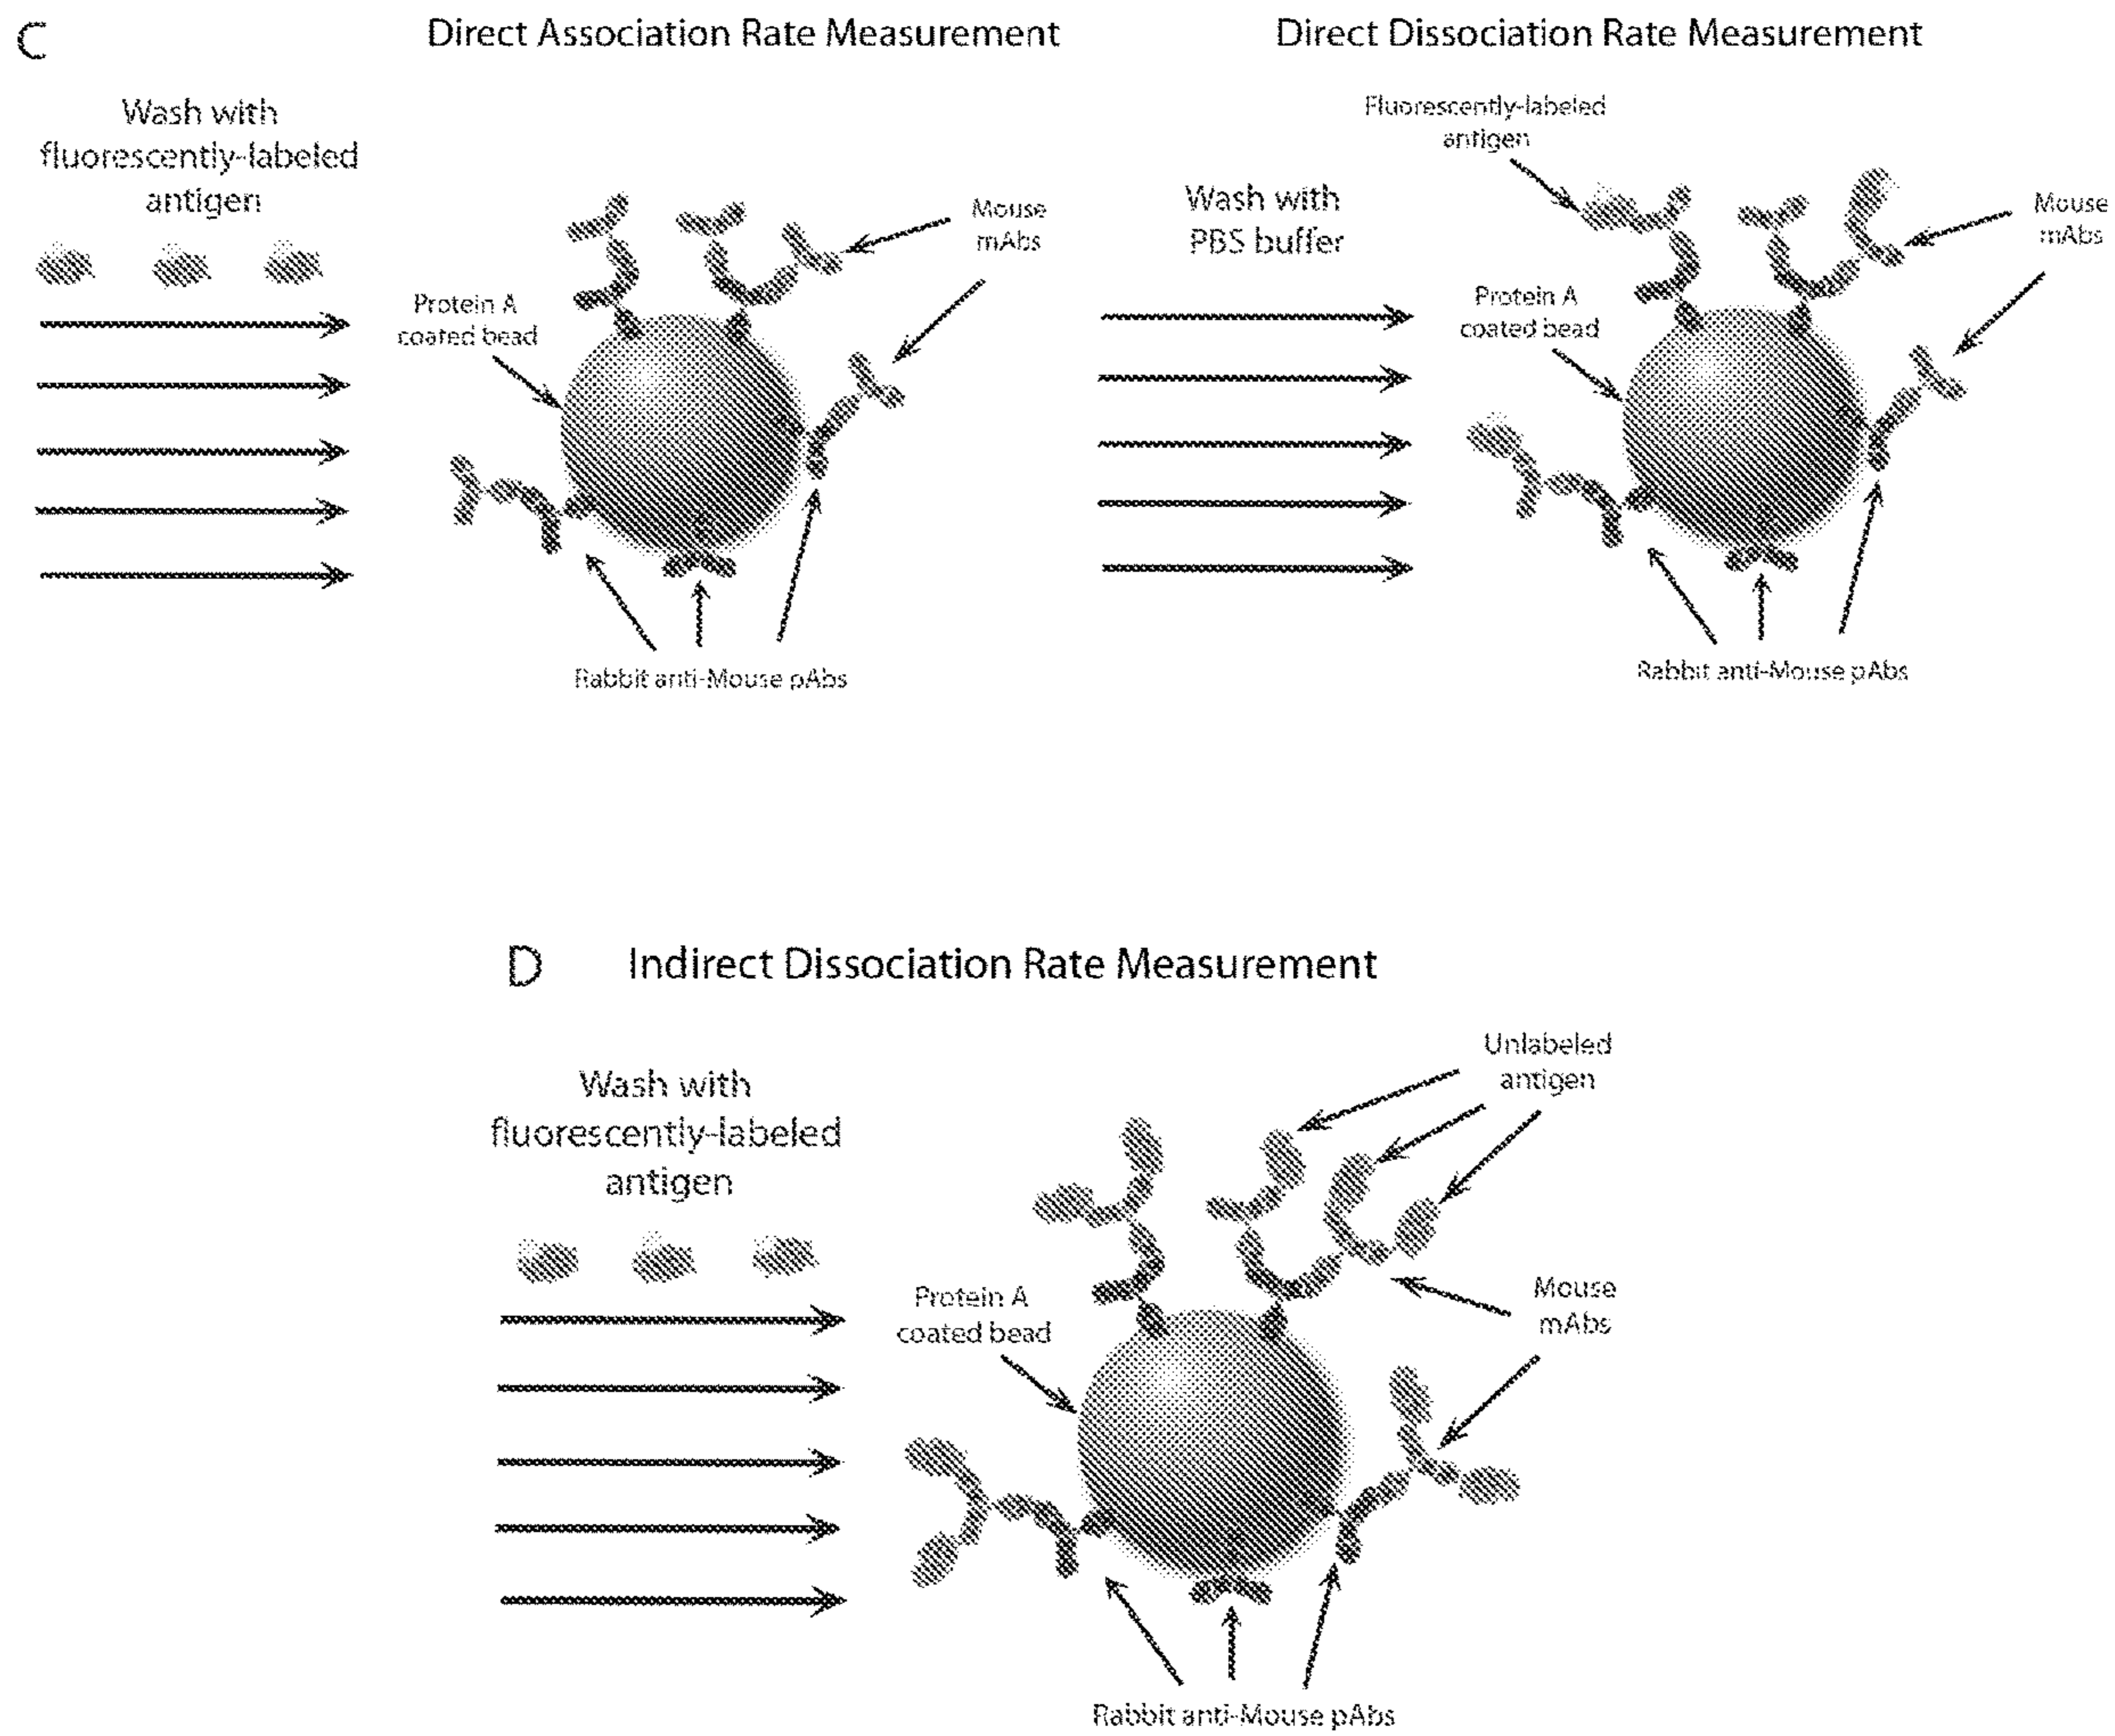 C
Direct Association Rate Measurement
Wash with
fluorescently-labeled
antigen
Protein A
coated bead
Mouse
mAbs
Rabbit anti-Mouse pAbs
Direct Dissociation Rate Measurement
Fluorescently-labeled
antigen
Wash with
PBS buffer
Protein A
coated bead
Mouse
mAbs
Rabbit anti-Mouse pAbs
D
Indirect Dissociation Rate Measurement
Wash with
fluorescently-labeled
antigen
Unlabeled
antigen
Protein A
coated bead
Mouse
mAbs
Rabbit anti-Mouse pAbs